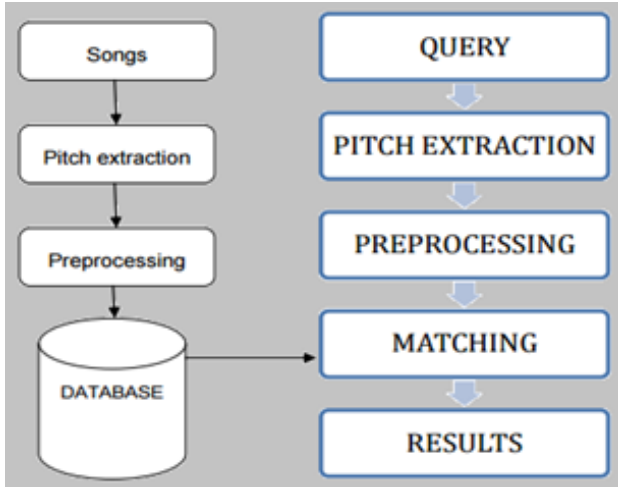 Songs
Pitch extraction
Preprocessing
DATABASE
QUERY
PITCH EXTRACTION
PREPROCESSING
MATCHING
RESULTS